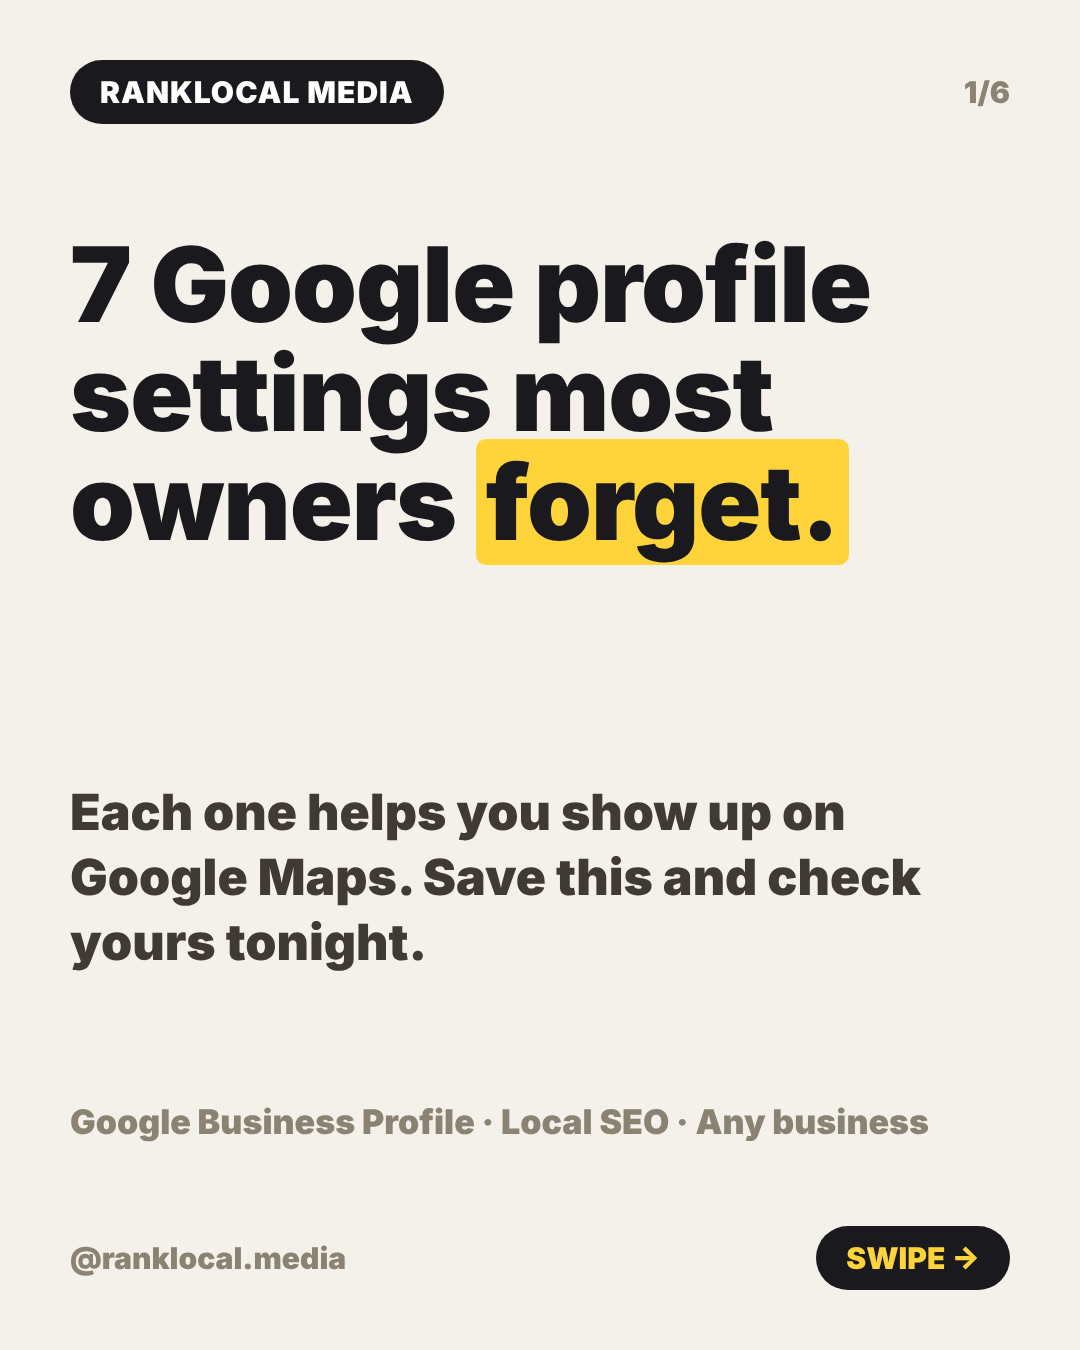 RANKLOCAL MEDIA
1/6
7 Google profile
settings most
owners forget.
Each one helps you show up on
Google Maps. Save this and check
yours tonight.
Google Business Profile · Local SEO · Any business
@ranklocal.media
SWIPE →